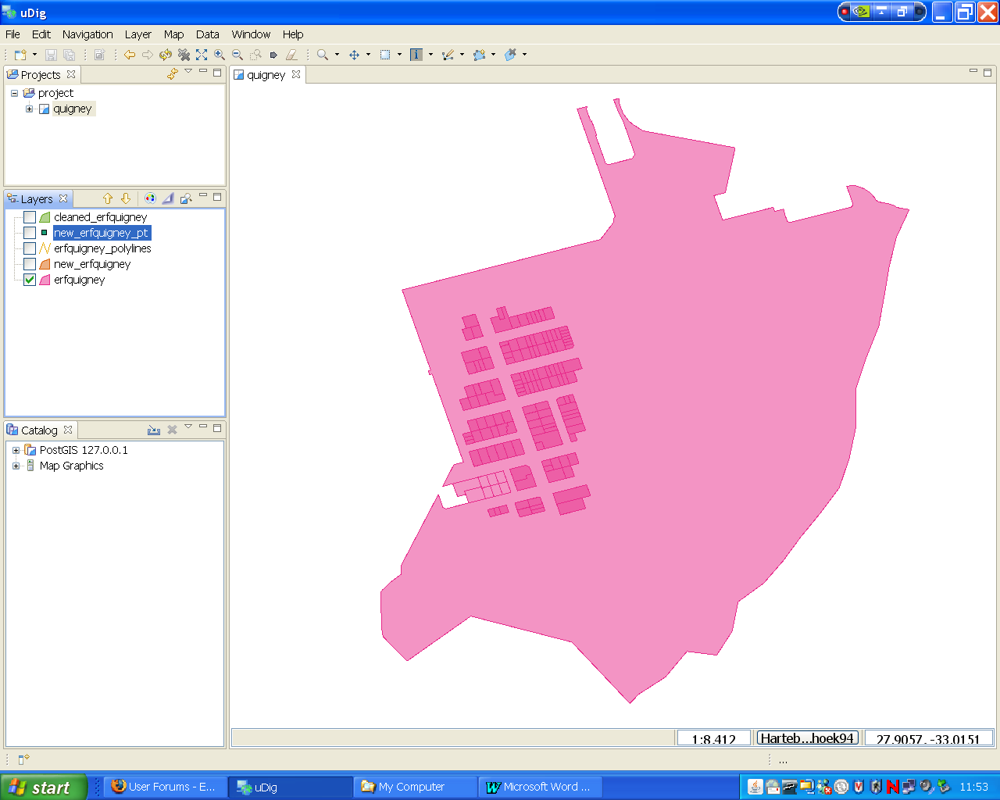 uDig
File Edit Navigation Layer Map Data Window Help
Projects
project
quigney
Layers
cleaned_erfquigney
new_erfquigney_pt
erfquigney_polylines
new_erfquigney
erfquigney
Catalog
PostGIS 127.0.0.1
Map Graphics
quigney
1:8,412 Harteb...hoek94 27.9057, -33.0151
...
start User Forums - E... uDig My Computer Microsoft Word ... 11:53